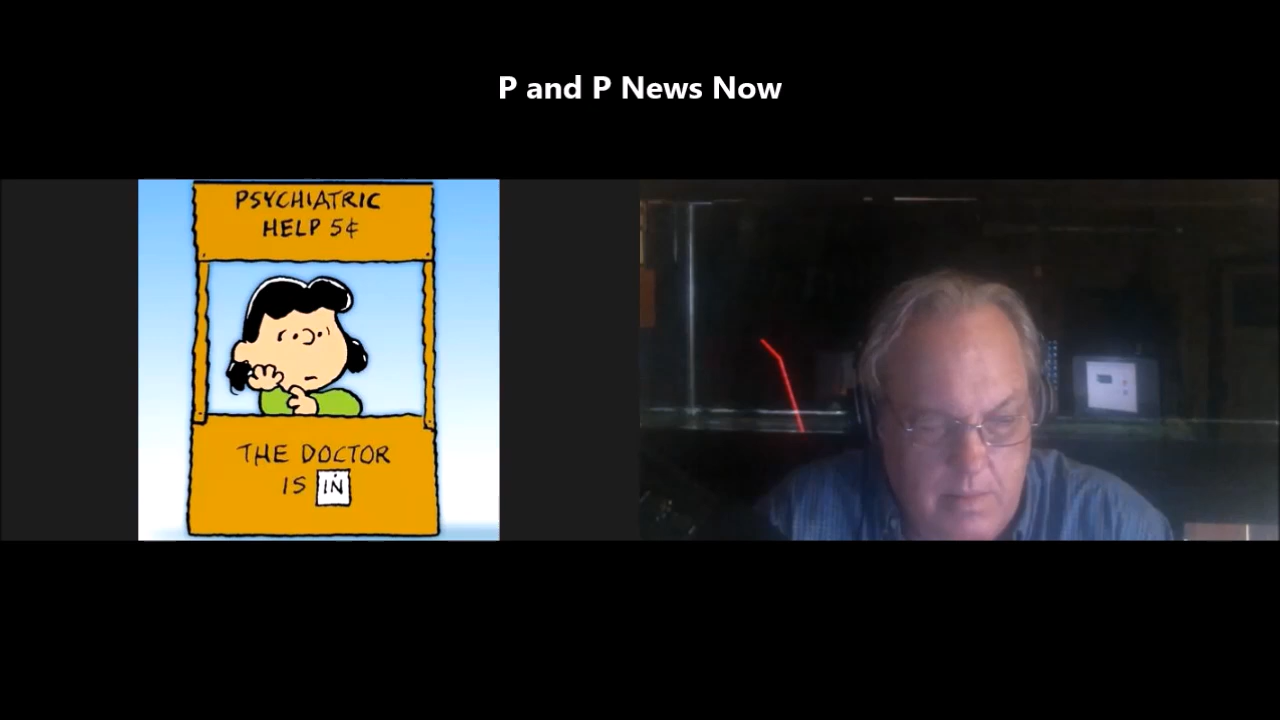 P and P News Now
PSYCHIATRIC
HELP 5¢
THE DOCTOR
IS IN